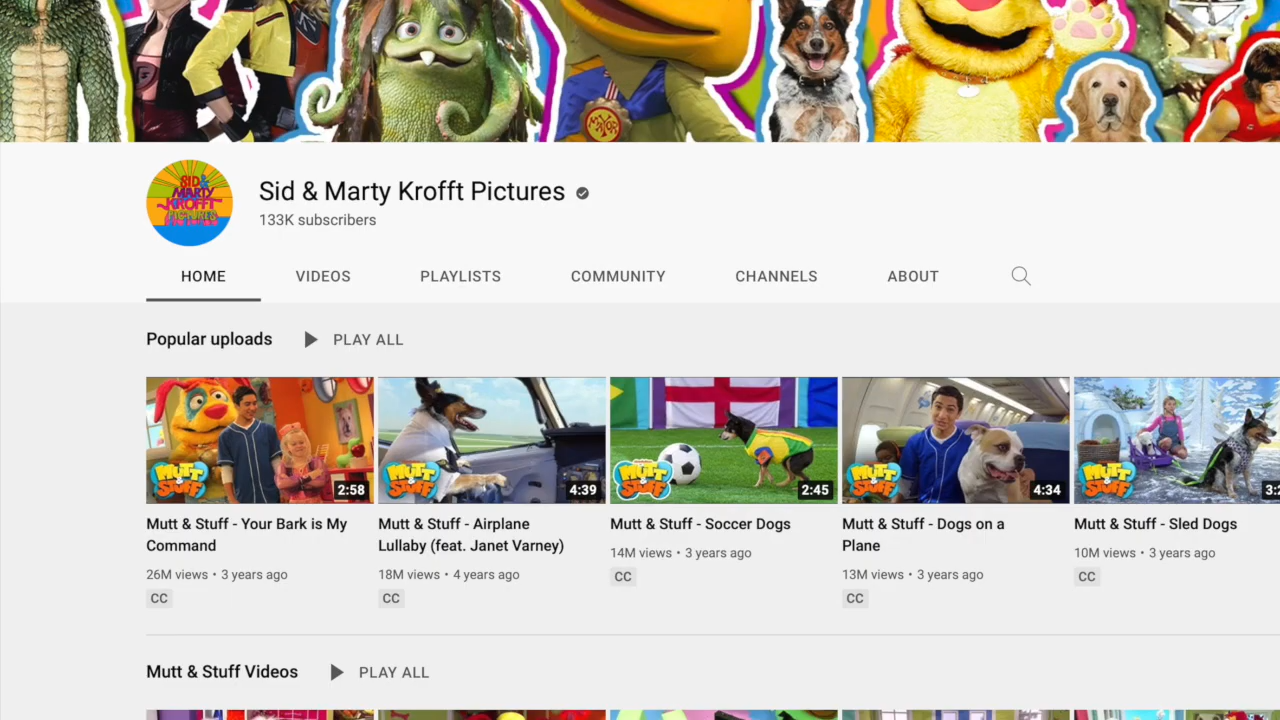 MAYOR
SID &
MARTY
KROFFT
PICTURES
Sid & Marty Krofft Pictures
133K subscribers
HOME VIDEOS PLAYLISTS COMMUNITY CHANNELS ABOUT
Popular uploads PLAY ALL
MUTT & STUFF 2:58
MUTT & STUFF 4:39
MUTT & STUFF 2:45
MUTT & STUFF 4:34
MUTT & STUFF
Mutt & Stuff - Your Bark is My
Command
26M views • 3 years ago
CC
Mutt & Stuff - Airplane
Lullaby (feat. Janet Varney)
18M views • 4 years ago
CC
Mutt & Stuff - Soccer Dogs
14M views • 3 years ago
CC
Mutt & Stuff - Dogs on a
Plane
13M views • 3 years ago
CC
Mutt & Stuff - Sled Dogs
10M views • 3 years ago
CC
Mutt & Stuff Videos PLAY ALL